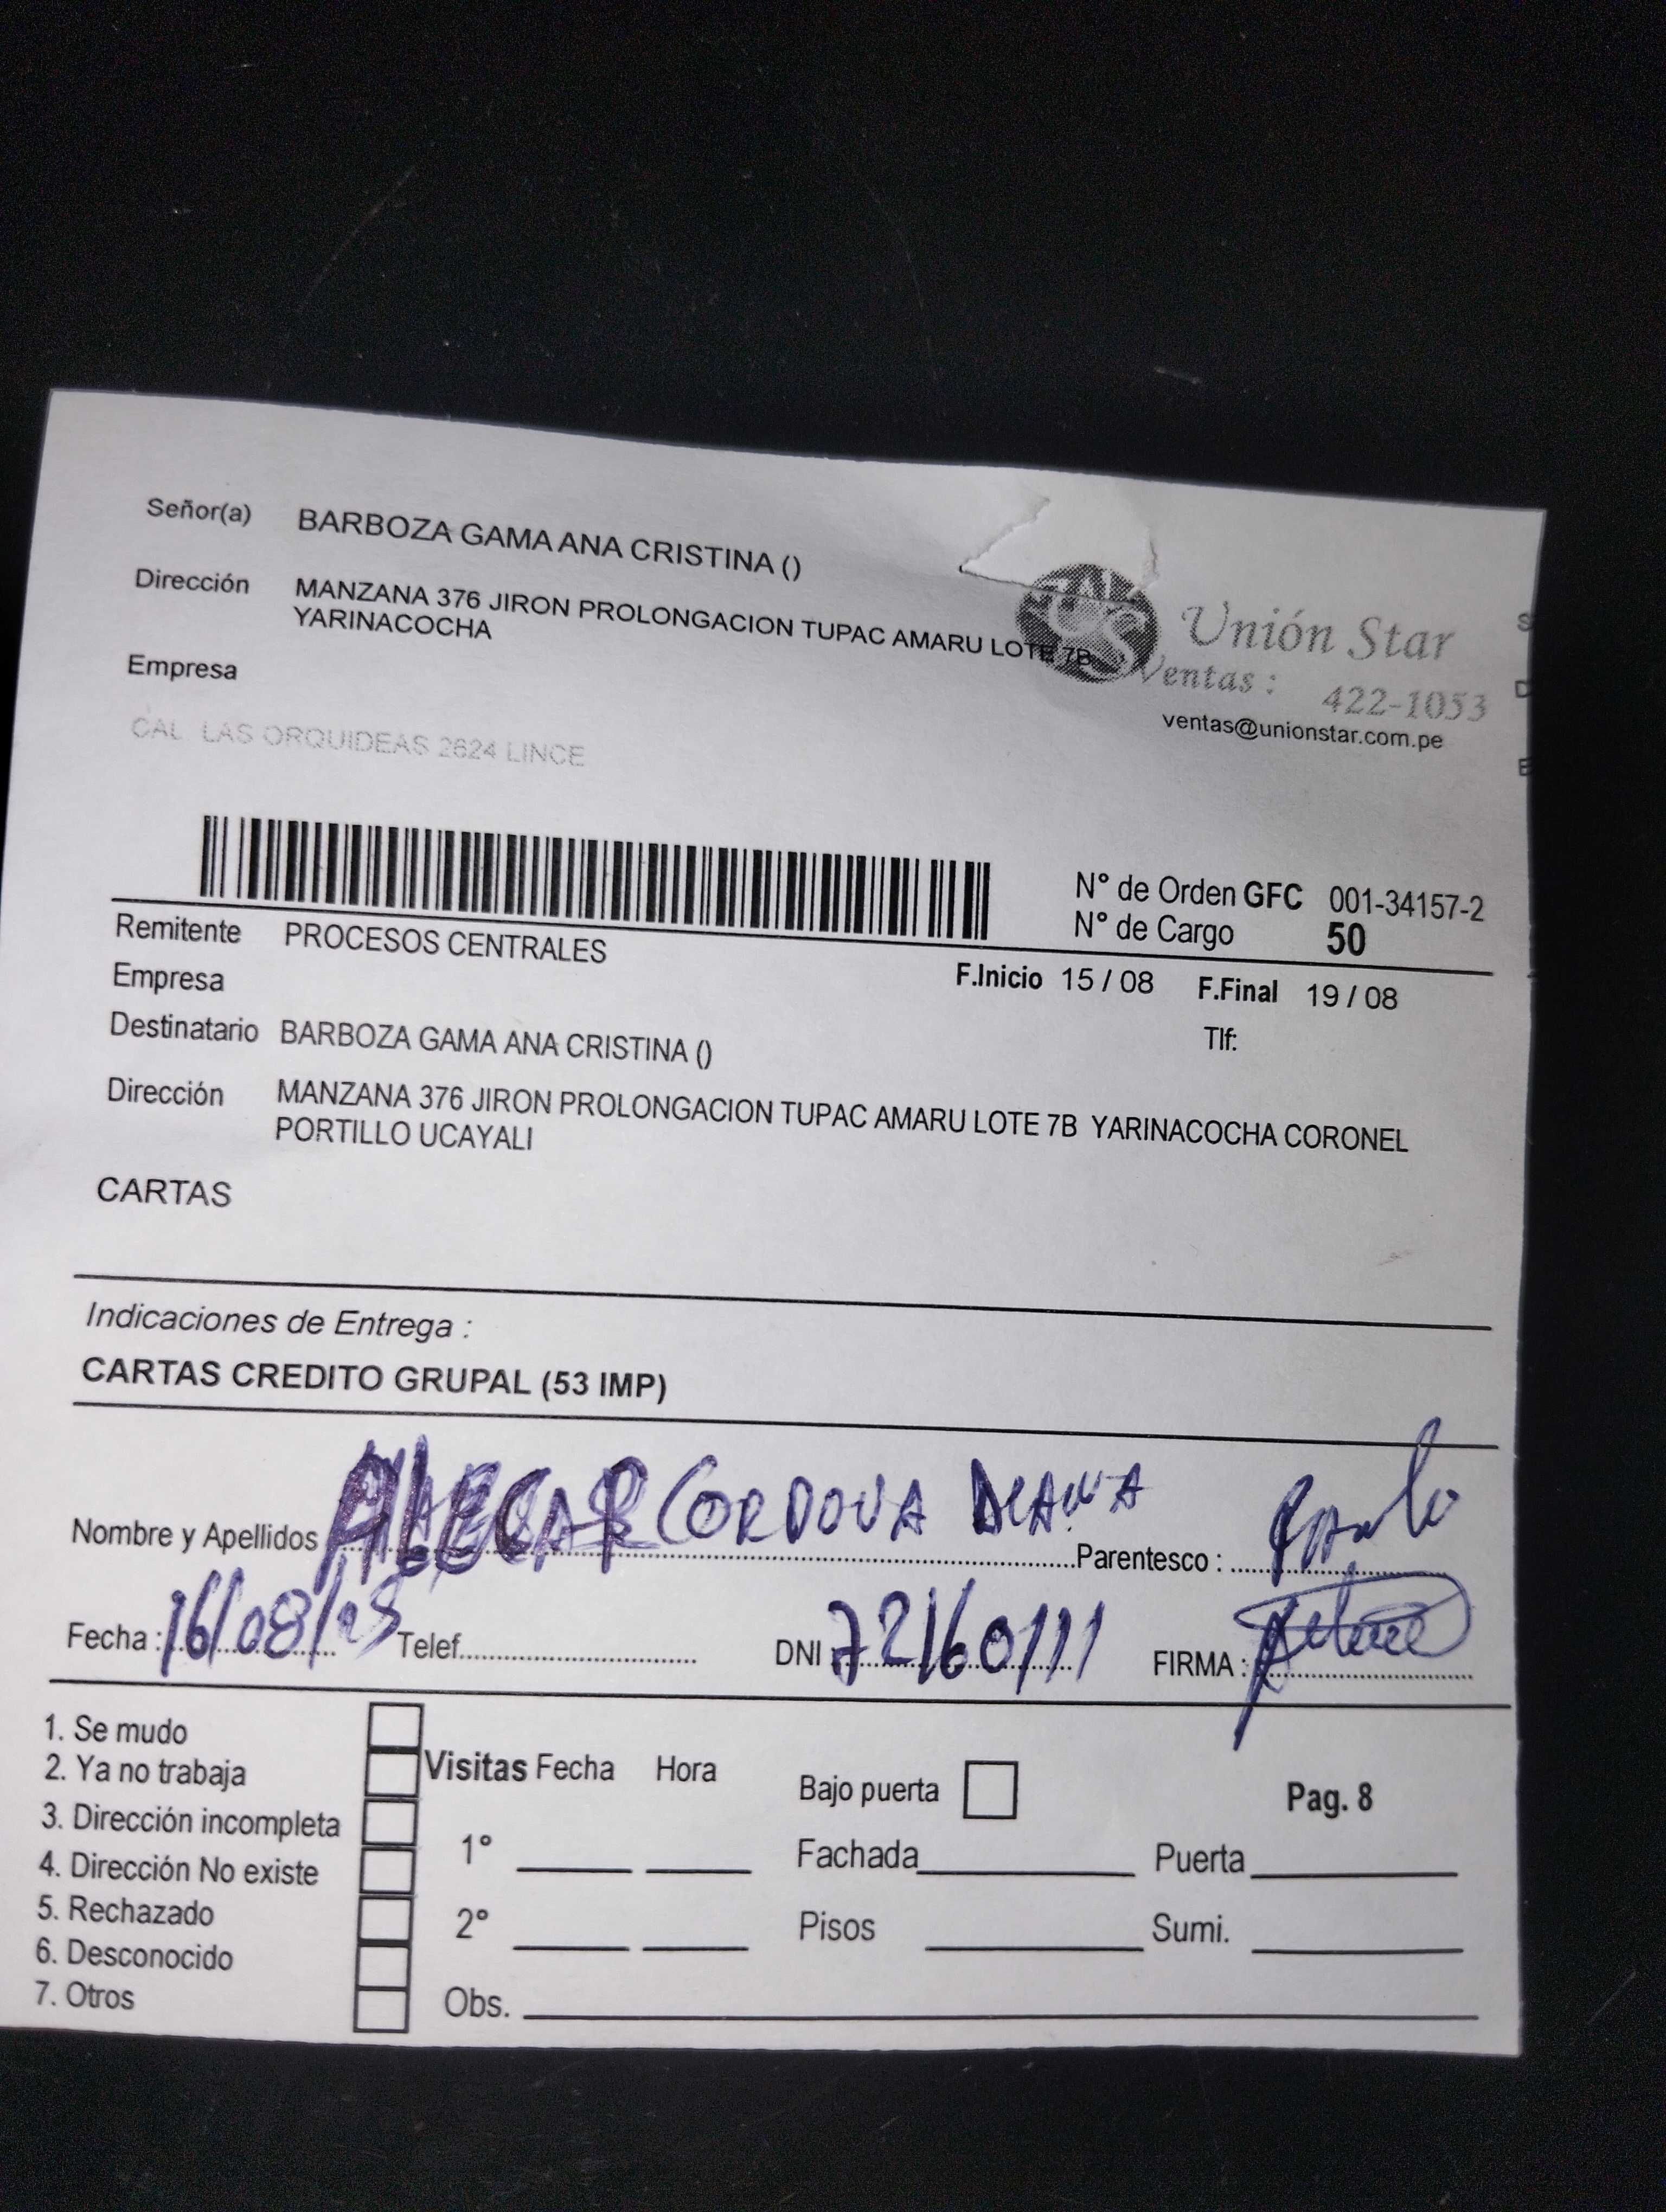 Señor(a) BARBOZA GAMA ANA CRISTINA ()
Dirección MANZANA 376 JIRON PROLONGACION TUPAC AMARU LOTE 7B
YARINACOCHA
Empresa
CAL LAS ORQUIDEAS 2624 LINCE
Unión Star
Ventas : 422-1053
ventas@unionstar.com.pe
N° de Orden GFC 001-34157-2
N° de Cargo 50
Remitente PROCESOS CENTRALES
Empresa
F.Inicio 15 / 08 F.Final 19 / 08
Destinatario BARBOZA GAMA ANA CRISTINA () Tlf:
Dirección MANZANA 376 JIRON PROLONGACION TUPAC AMARU LOTE 7B YARINACOCHA CORONEL
PORTILLO UCAYALI
CARTAS
Indicaciones de Entrega :
CARTAS CREDITO GRUPAL (53 IMP)
Nombre y Apellidos CORDOVA Parentesco :
Fecha : 16/08/25 Telef. DNI 72160111 FIRMA :
1. Se mudo
2. Ya no trabaja
3. Dirección incompleta
4. Dirección No existe
5. Rechazado
6. Desconocido
7. Otros
Visitas Fecha Hora
1°
2°
Obs.
Bajo puerta Pag. 8
Fachada Puerta
Pisos Sumi.